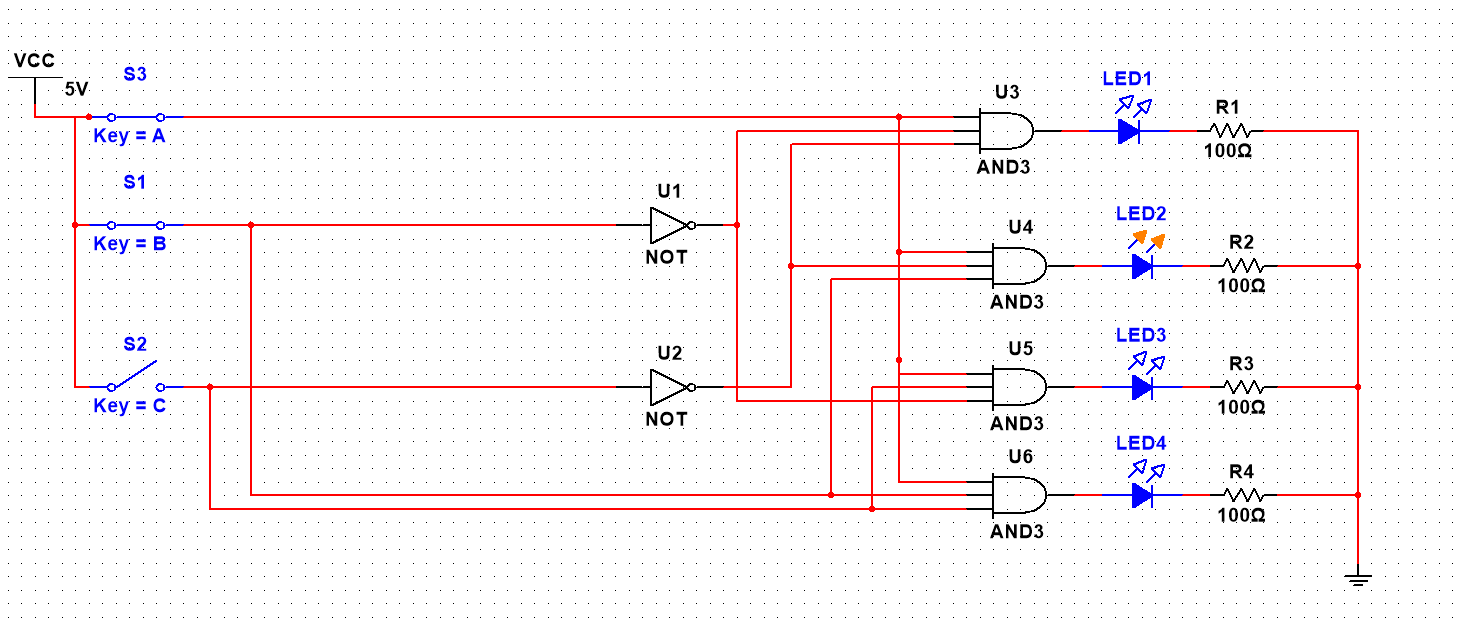 VCC
5V
S3
Key = A
S1
Key = B
S2
Key = C
U1
NOT
U2
NOT
U3
AND3
U4
AND3
U5
AND3
U6
AND3
LED1
R1
100Ω
LED2
R2
100Ω
LED3
R3
100Ω
LED4
R4
100Ω